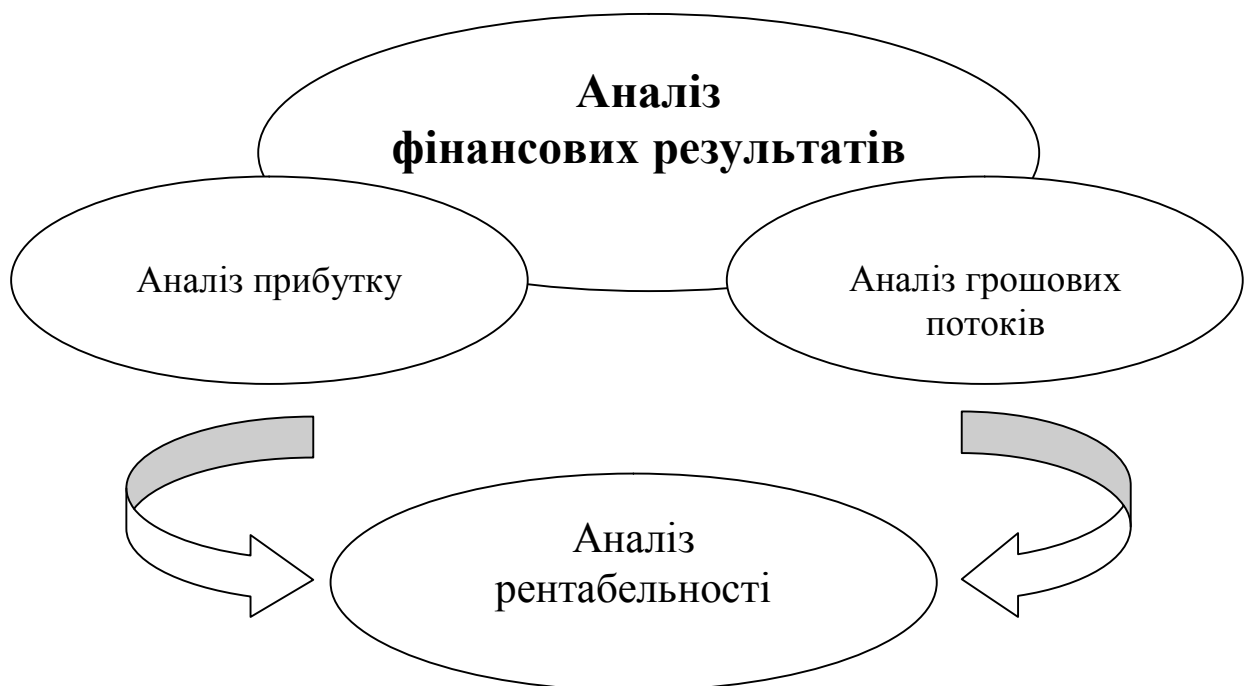 Аналіз
фінансових результатів
Аналіз прибутку
Аналіз грошових
потоків
Аналіз
рентабельності